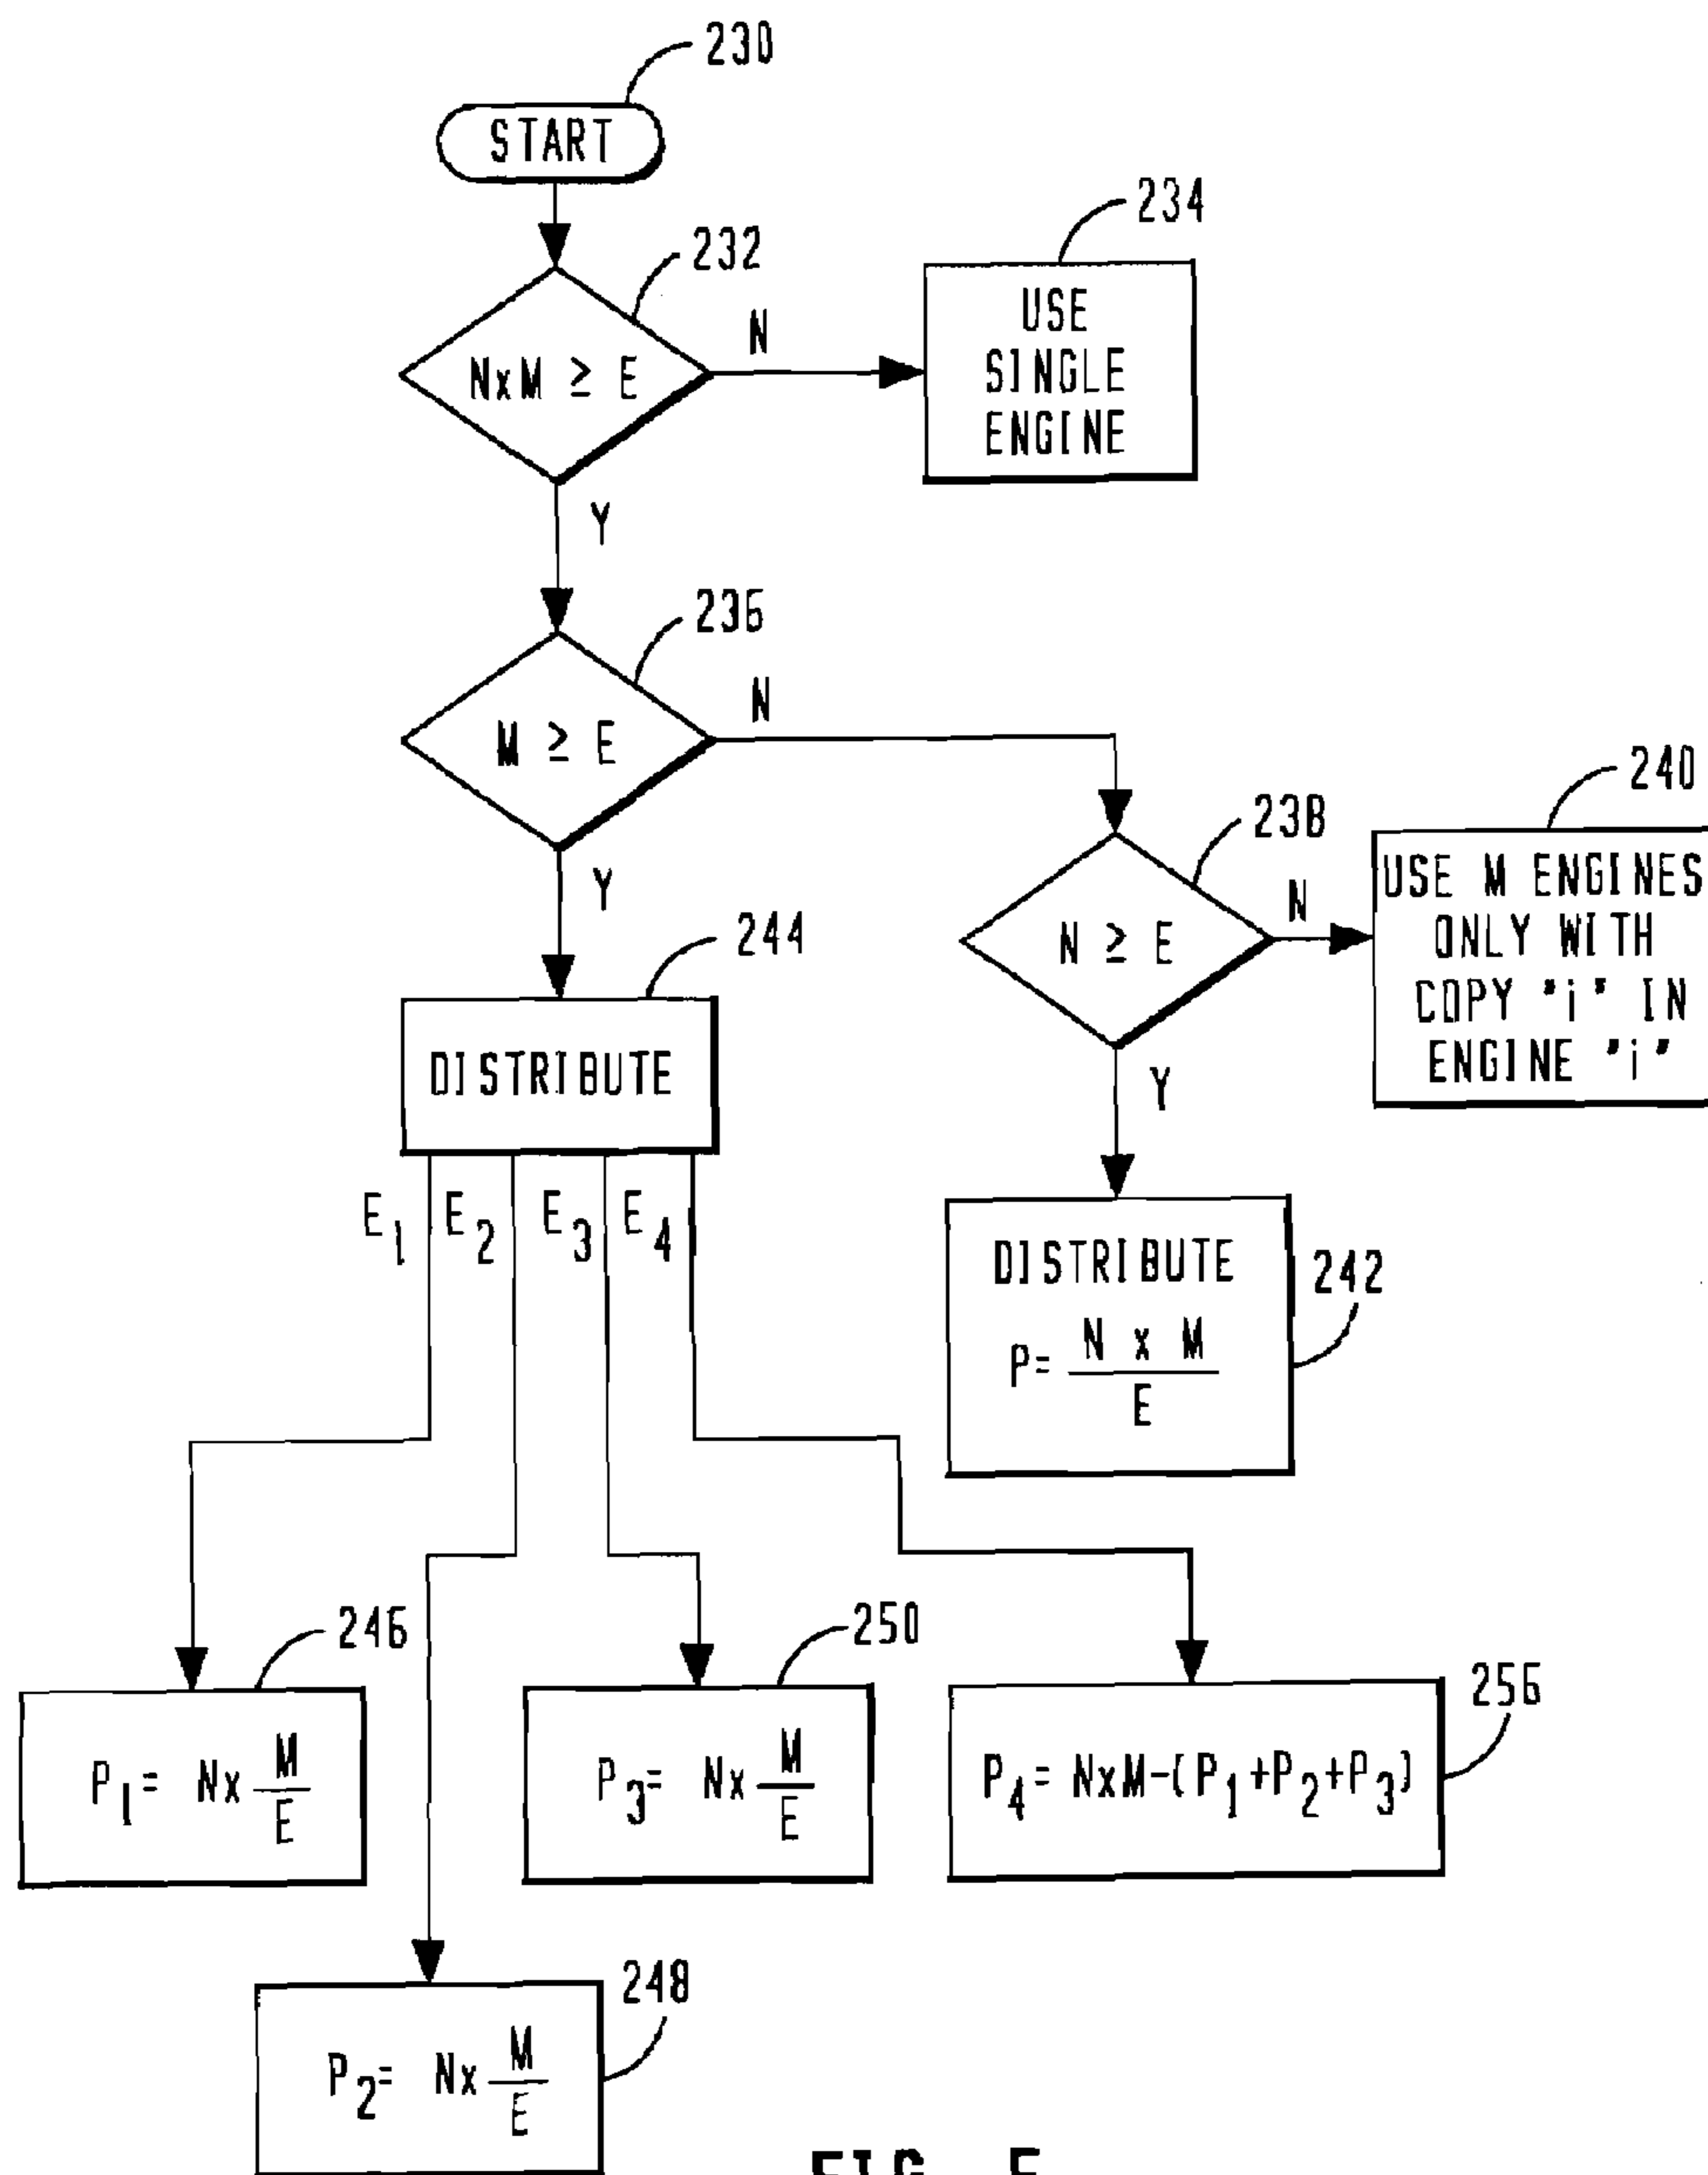 230
START
232
234
N x M ≥ E
N
USE
SINGLE
ENGINE
Y
236
M ≥ E
N
238
240
N ≥ E
N
USE M ENGINES
ONLY WITH
COPY "i" IN
ENGINE "i"
Y
Y
244
DISTRIBUTE
E1 E2 E3 E4
DISTRIBUTE
P= N x M / E
242
246
250
256
P1= N x M / E
P3= N x M / E
P4= N x M-(P1+P2+P3)
248
P2= N x M / E